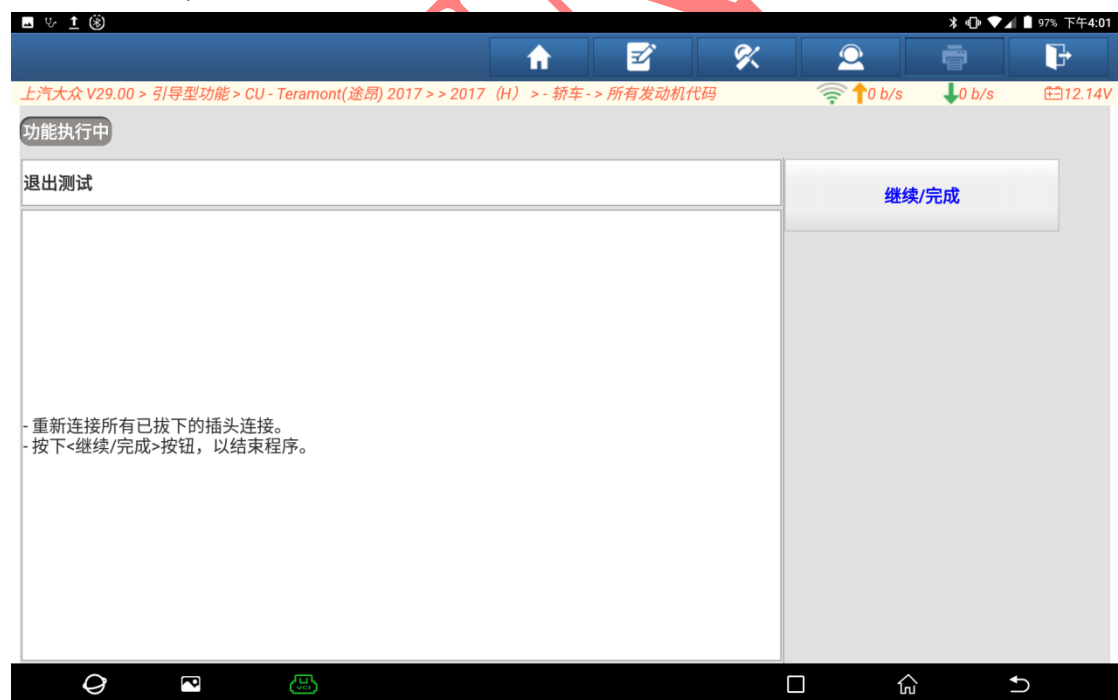 97% 下午4:01
上汽大众 V29.00 > 引导型功能 > CU - Teramont(途昂) 2017 > > 2017（H） > - 轿车 - > 所有发动机代码
0 b/s
0 b/s
12.14V
功能执行中
退出测试
继续/完成
- 重新连接所有已拔下的插头连接。
- 按下<继续/完成>按钮，以结束程序。
VCI